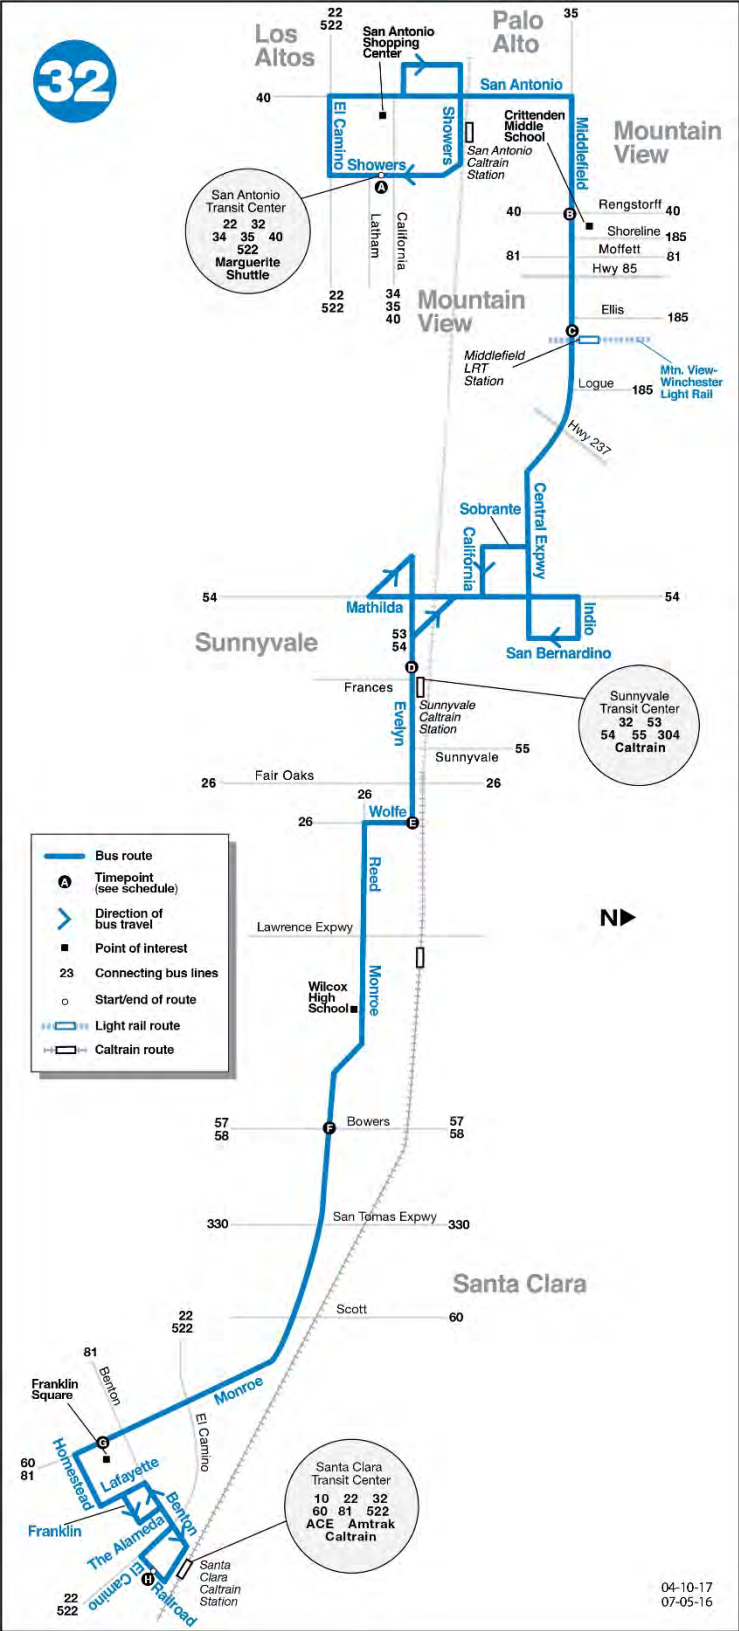 32
Los
Altos
22
522
San Antonio
Shopping
Center
Palo
Alto
35
San Antonio
40
El Camino
Showers
Showers
A
San Antonio
Caltrain
Station
Crittenden
Middle
School
Middlefield
Mountain
View
San Antonio
Transit Center
22 32
34 35 40
522
Marguerite
Shuttle
Latham
California
22
522
34
35
40
40
B
Rengstorff
40
Shoreline
185
81
Moffett
81
Hwy 85
Mountain
View
Ellis
185
C
Middlefield
LRT
Station
Mtn. View-
Winchester
Light Rail
Logue
185
Hwy 237
Central Expwy
Sobrante
California
54
Mathilda
54
Indio
San Bernardino
Sunnyvale
53
54
D
Frances
Evelyn
Sunnyvale
Caltrain
Station
Sunnyvale
Transit Center
32 53
54 55 304
Caltrain
55
Sunnyvale
26
Fair Oaks
26
26
26
Wolfe
E
Reed
Bus route
A
Timepoint
(see schedule)
Direction of
bus travel
Point of interest
23
Connecting bus lines
Start/end of route
Light rail route
Caltrain route
N
Lawrence Expwy
Monroe
Wilcox
High
School
57
58
F
Bowers
57
58
330
San Tomas Expwy
330
Santa Clara
Scott
60
22
522
81
Benton
Franklin
Square
Monroe
El Camino
G
60
81
Homestead
Lafayette
Franklin
Benton
The Alameda
El Camino
H
Railroad
22
522
Santa
Clara
Caltrain
Station
Santa Clara
Transit Center
10 22 32
60 81 522
ACE Amtrak
Caltrain
04-10-17
07-05-16